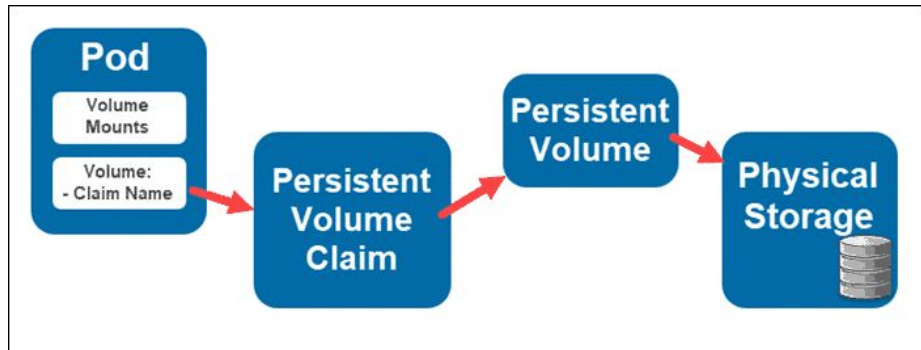 Pod
Volume
Mounts
Volume:
- Claim Name
Persistent
Volume
Claim
Persistent
Volume
Physical
Storage